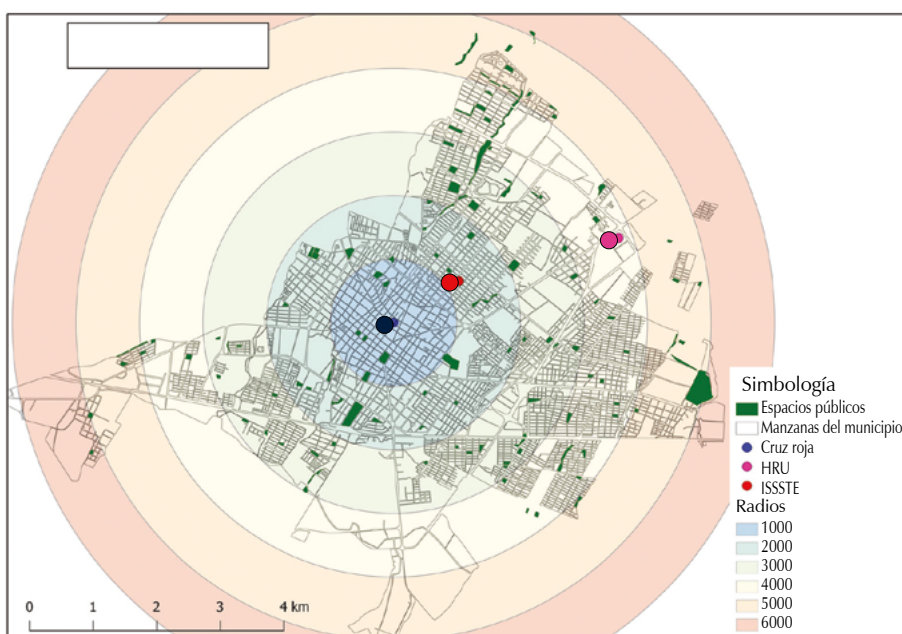 Simbología
Espacios públicos
Manzanas del municipio
Cruz roja
HRU
ISSSTE
Radios
1000
2000
3000
4000
5000
6000
0 1 2 3 4 km